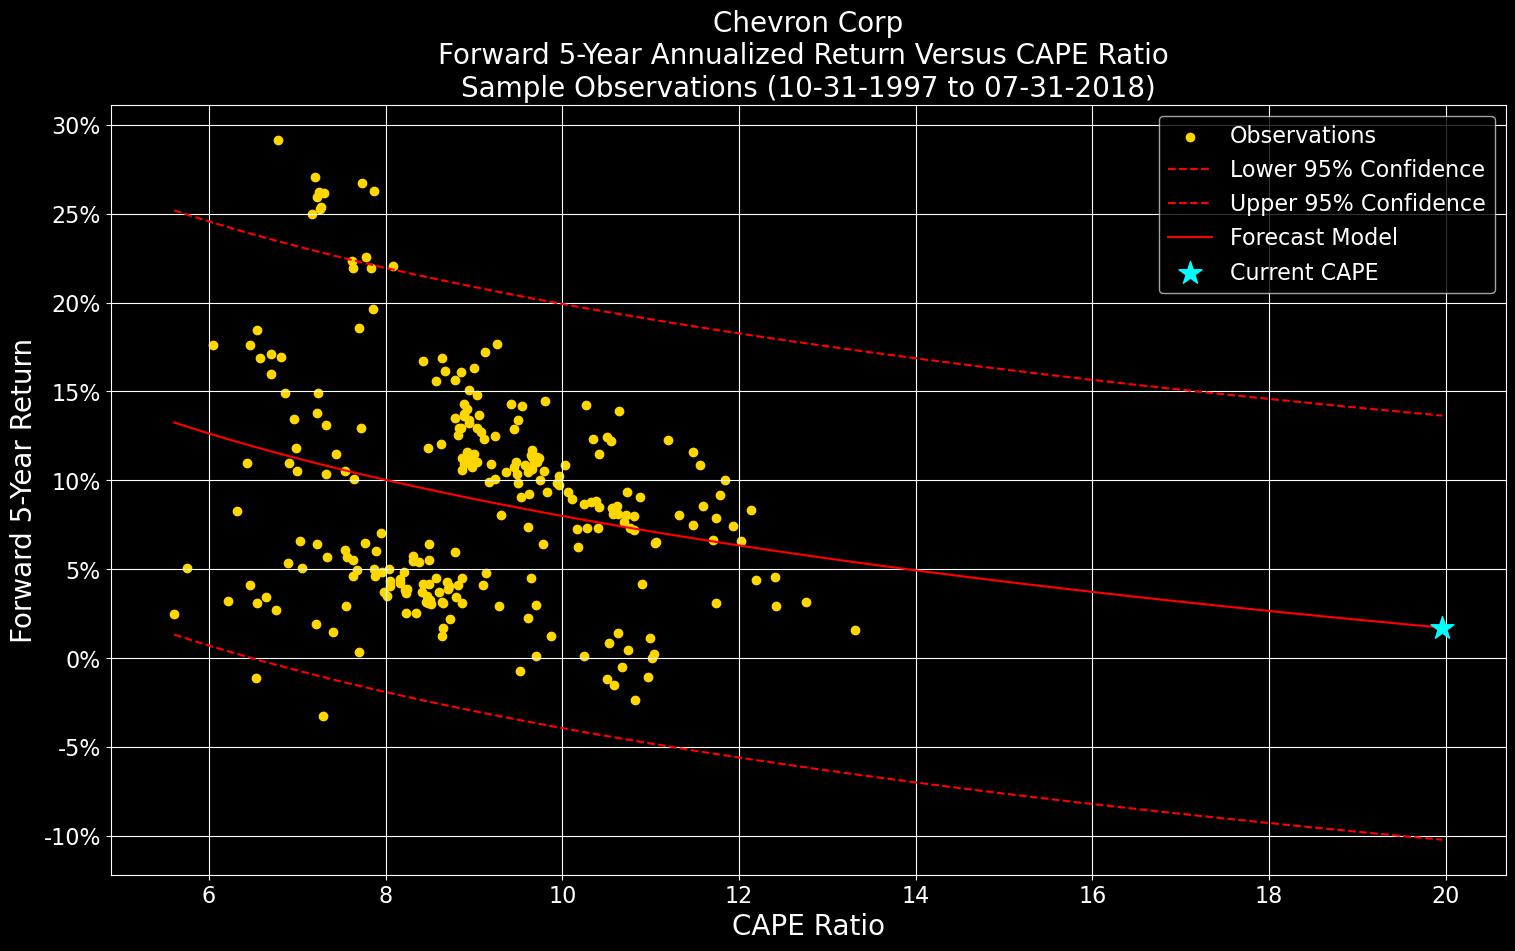 Chevron Corp
Forward 5-Year Annualized Return Versus CAPE Ratio
Sample Observations (10-31-1997 to 07-31-2018)
Observations
Lower 95% Confidence
Upper 95% Confidence
Forecast Model
Current CAPE
Forward 5-Year Return
30%
25%
20%
15%
10%
5%
0%
-5%
-10%
6 8 10 12 14 16 18 20
CAPE Ratio